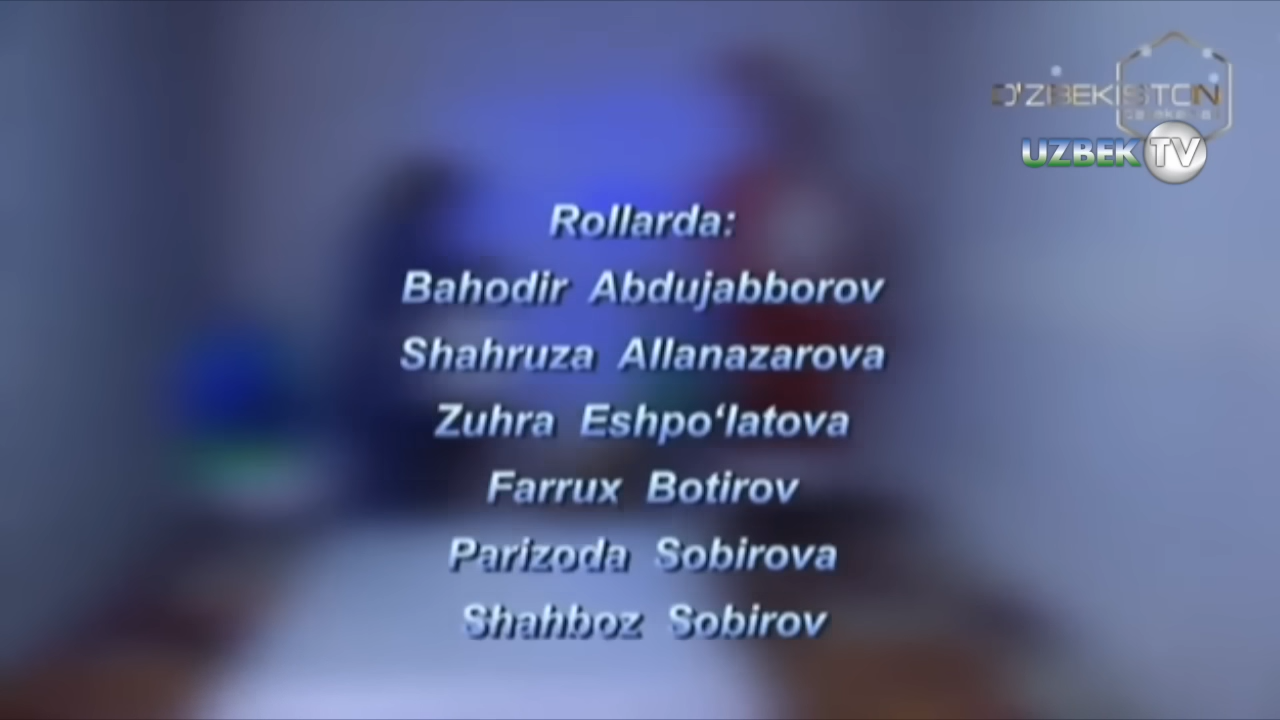 O'ZBEKISTON
UZBEK TV
Rollarda:
Bahodir Abdujabborov
Shahruza Allanazarova
Zuhra Eshpo‘latova
Farrux Botirov
Parizoda Sobirova
Shahboz Sobirov